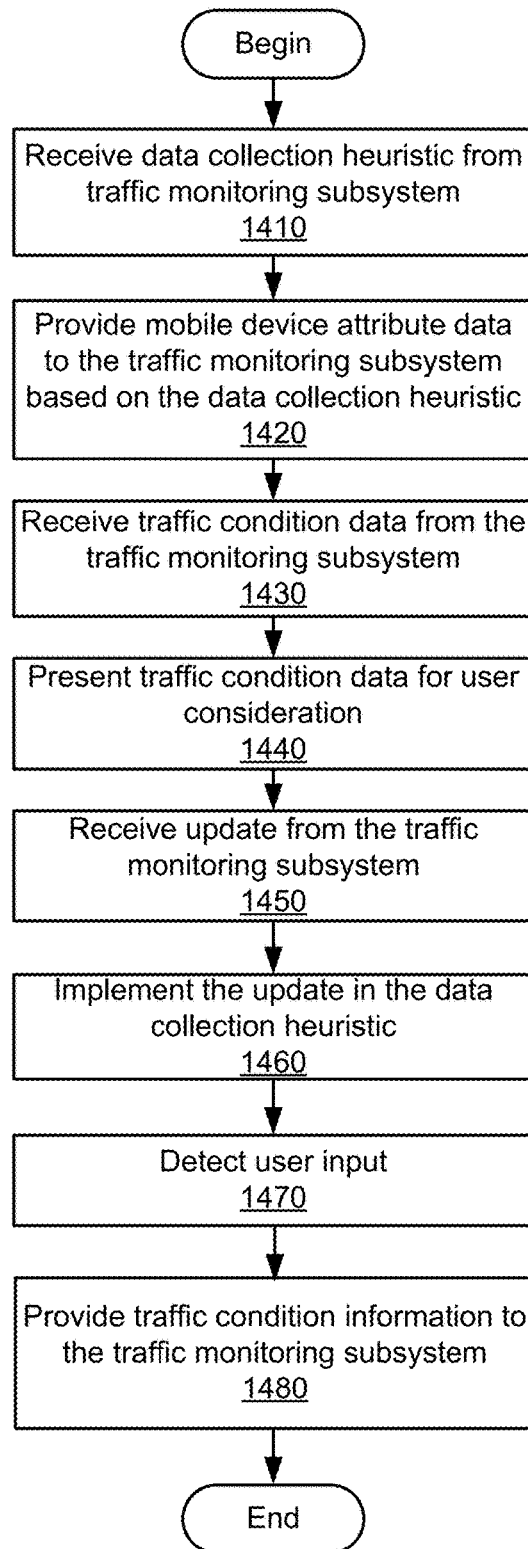 Begin
Receive data collection heuristic from
traffic monitoring subsystem
1410
Provide mobile device attribute data
to the traffic monitoring subsystem
based on the data collection heuristic
1420
Receive traffic condition data from the
traffic monitoring subsystem
1430
Present traffic condition data for user
consideration
1440
Receive update from the traffic
monitoring subsystem
1450
Implement the update in the data
collection heuristic
1460
Detect user input
1470
Provide traffic condition information to
the traffic monitoring subsystem
1480
End